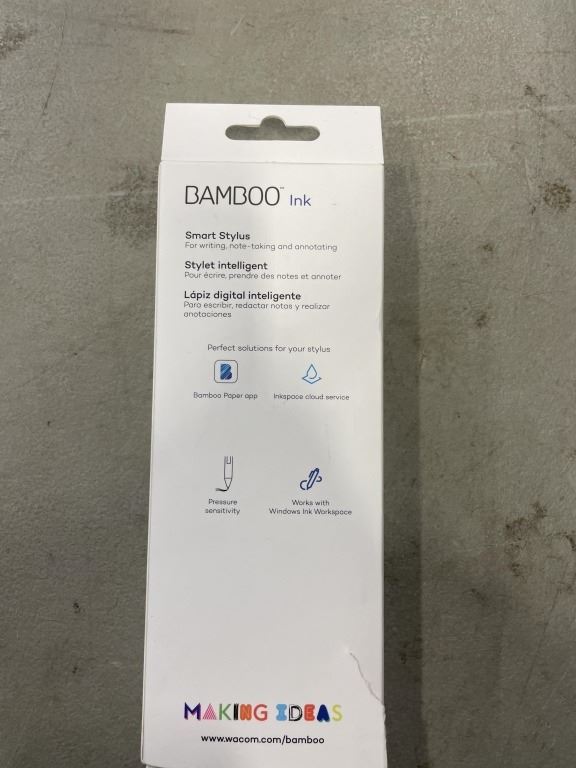 BAMBOO™ Ink
Smart Stylus
For writing, note-taking and annotating
Stylet intelligent
Pour écrire, prendre des notes et annoter
Lápiz digital inteligente
Para escribir, redactar notas y realizar
anotaciones
Perfect solutions for your stylus
Bamboo Paper app
Inkspace cloud service
Pressure
sensitivity
Works with
Windows Ink Workspace
MAKING IDEAS
www.wacom.com/bamboo